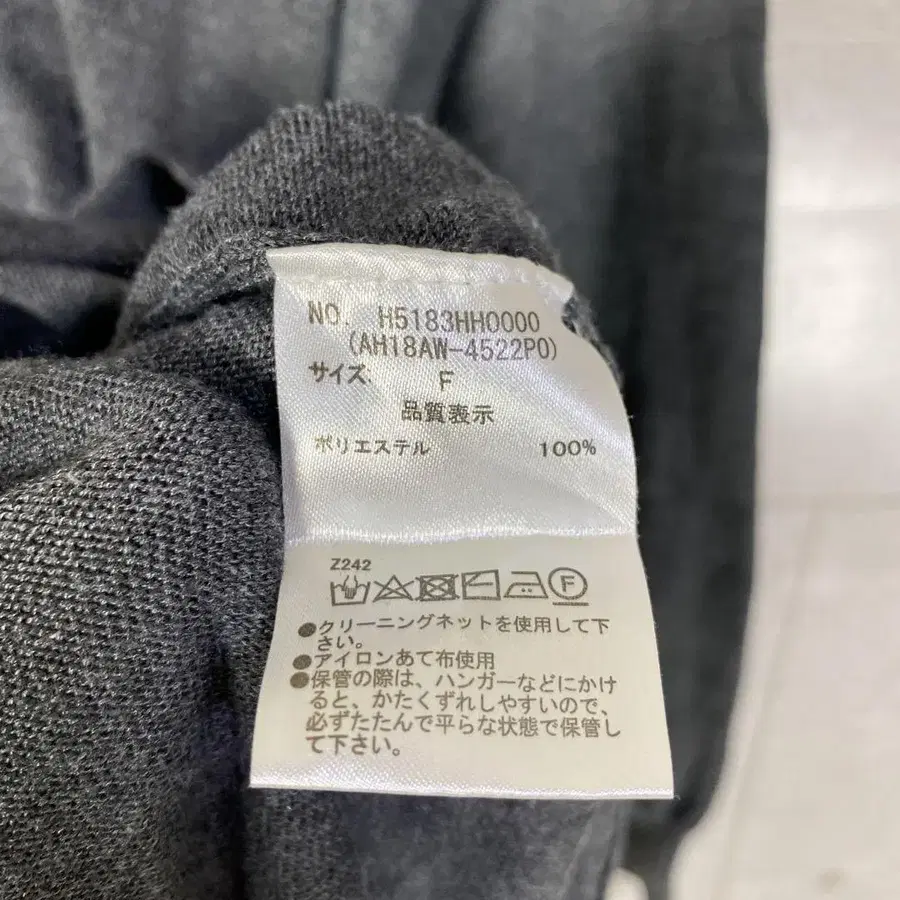 NO. H5183HH0000
(AH18AW-4522P0)
サイズ F
品質表示
ポリエステル 100%
Z242
F
●クリーニングネットを使用して下
さい。
●アイロンあて布使用
●保管の際は、ハンガーなどにかけ
ると、かたくずれしやすいので、
必ずたたんで平らな状態で保管し
て下さい。